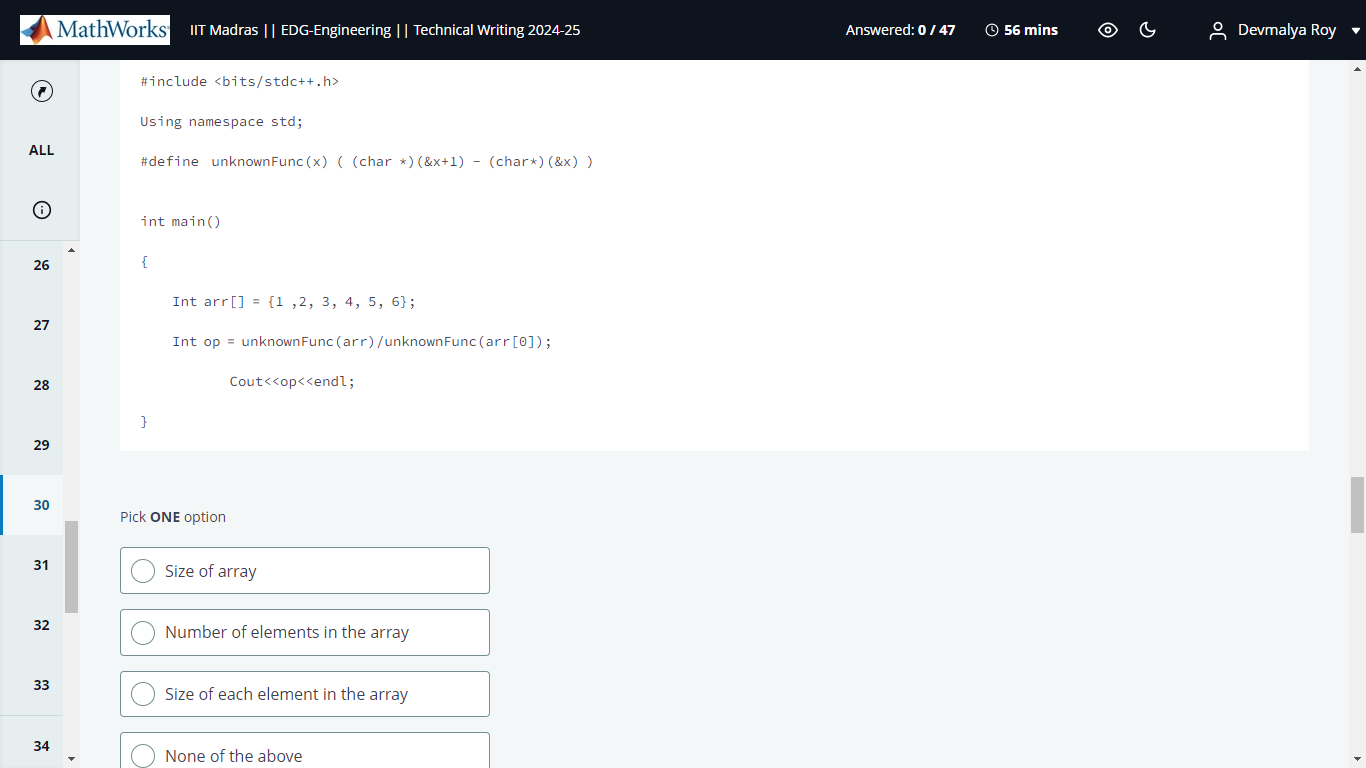 MathWorks
IIT Madras || EDG-Engineering || Technical Writing 2024-25
Answered: 0 / 47
56 mins
Devmalya Roy
ALL
26
27
28
29
30
31
32
33
34
#include <bits/stdc++.h>
Using namespace std;
#define unknownFunc(x) ( (char *)(&x+1) - (char*)(&x) )
int main()
{
Int arr[] = {1 ,2, 3, 4, 5, 6};
Int op = unknownFunc(arr)/unknownFunc(arr[0]);
Cout<<op<<endl;
}
Pick ONE option
Size of array
Number of elements in the array
Size of each element in the array
None of the above